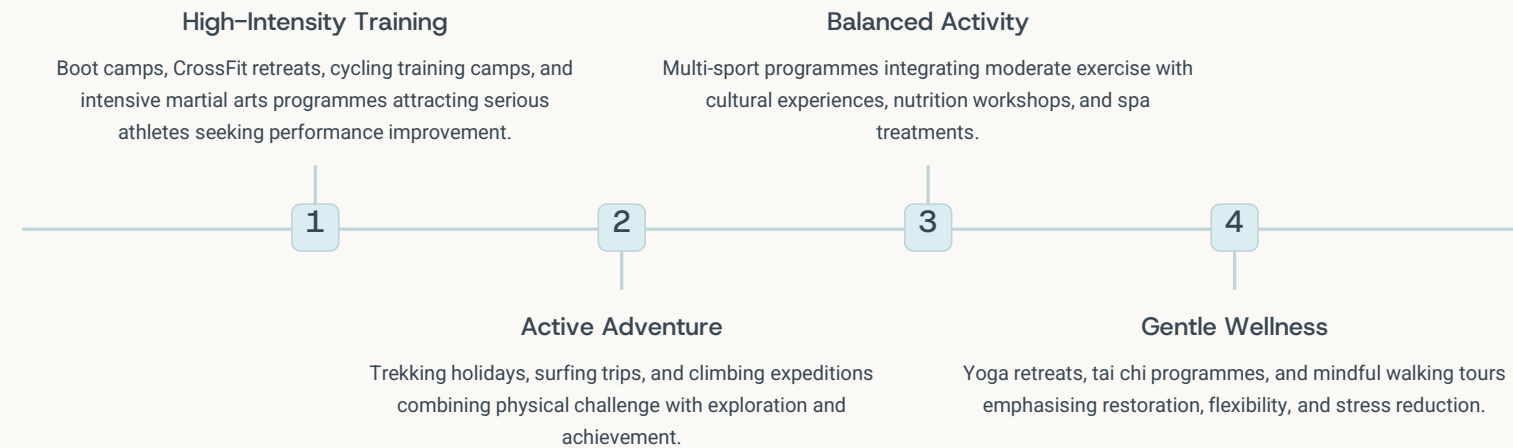 High-Intensity Training
Boot camps, CrossFit retreats, cycling training camps, and
intensive martial arts programmes attracting serious
athletes seeking performance improvement.
Balanced Activity
Multi-sport programmes integrating moderate exercise with
cultural experiences, nutrition workshops, and spa
treatments.
1
2
3
4
Active Adventure
Trekking holidays, surfing trips, and climbing expeditions
combining physical challenge with exploration and
achievement.
Gentle Wellness
Yoga retreats, tai chi programmes, and mindful walking tours
emphasising restoration, flexibility, and stress reduction.